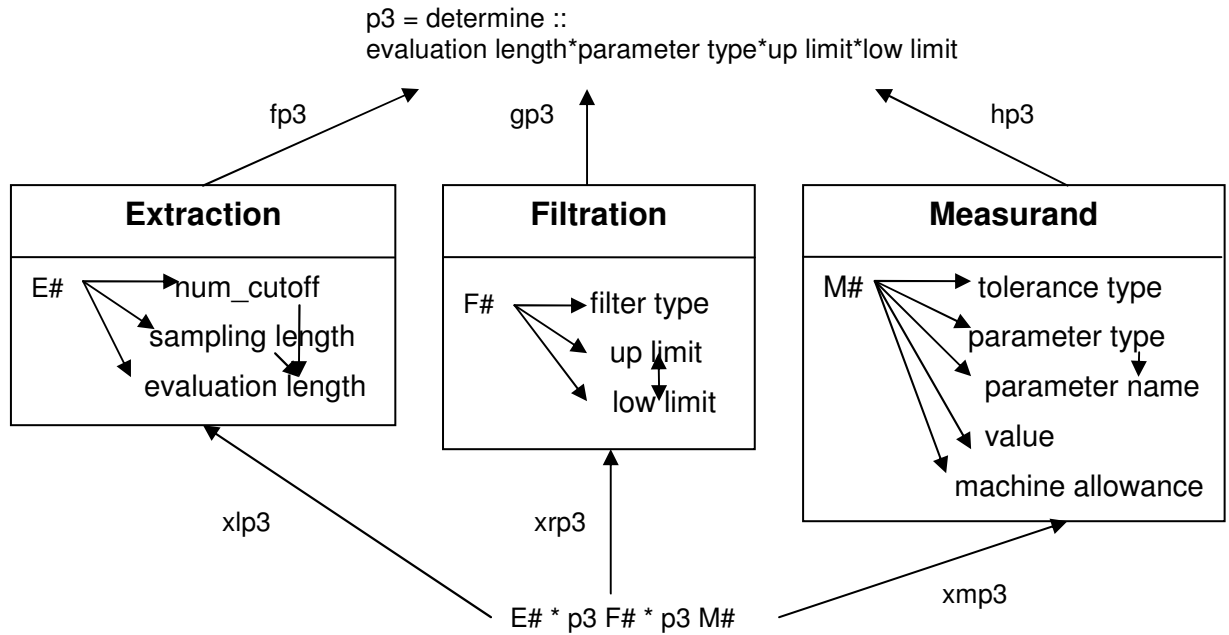 p3 = determine ::
evaluation length*parameter type*up limit*low limit
fp3
gp3
hp3
Extraction
E#
num_cutoff
sampling length
evaluation length
Filtration
F#
filter type
up limit
low limit
Measurand
M#
tolerance type
parameter type
parameter name
value
machine allowance
xlp3
xrp3
xmp3
E# * p3 F# * p3 M#